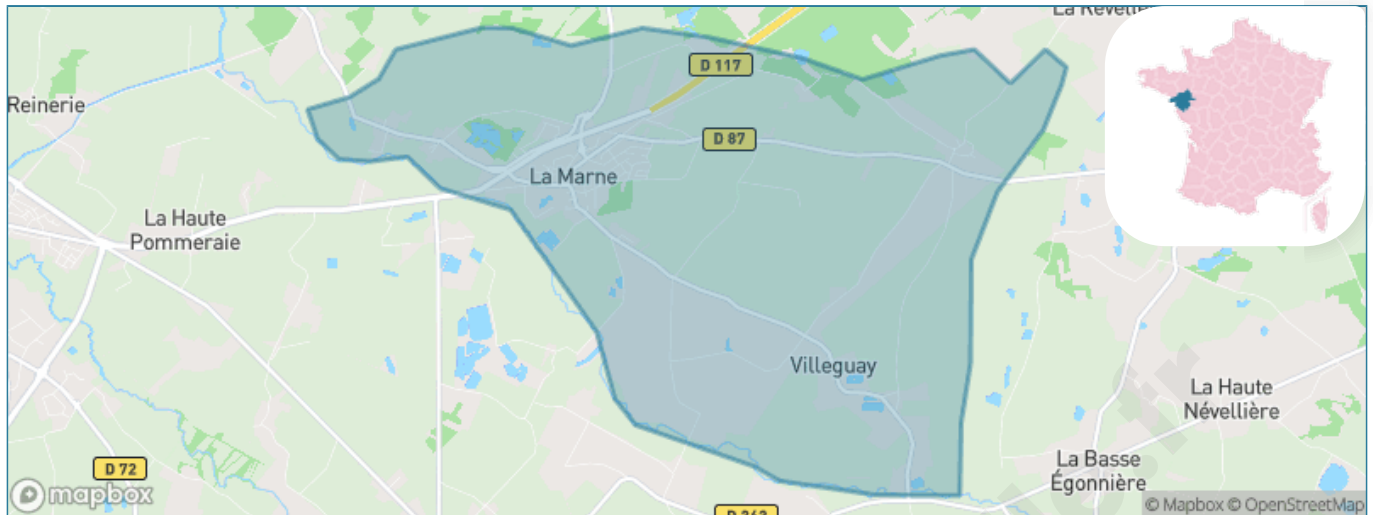 La Revell
D 117
Reinerie
D 87
La Marne
La Haute
Pommeraie
Villeguay
La Haute
Névellière
La Basse
Égonnière
D 72
mapbox
D 263
© Mapbox © OpenStreetMap